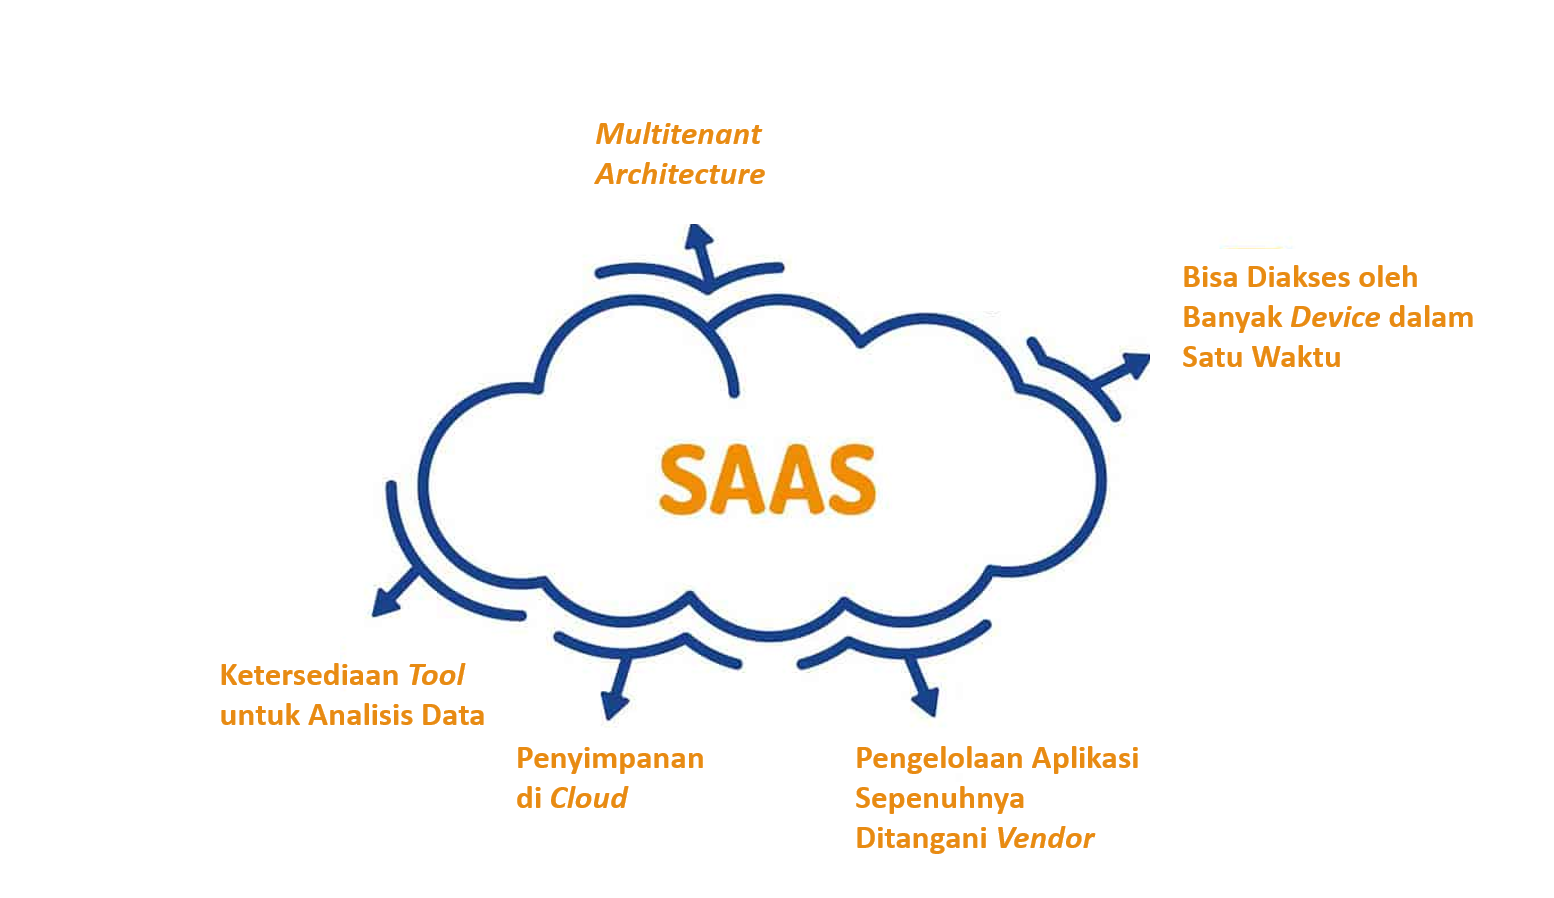 Multitenant
Architecture
Bisa Diakses oleh
Banyak Device dalam
Satu Waktu
SAAS
Ketersediaan Tool
untuk Analisis Data
Penyimpanan
di Cloud
Pengelolaan Aplikasi
Sepenuhnya
Ditangani Vendor